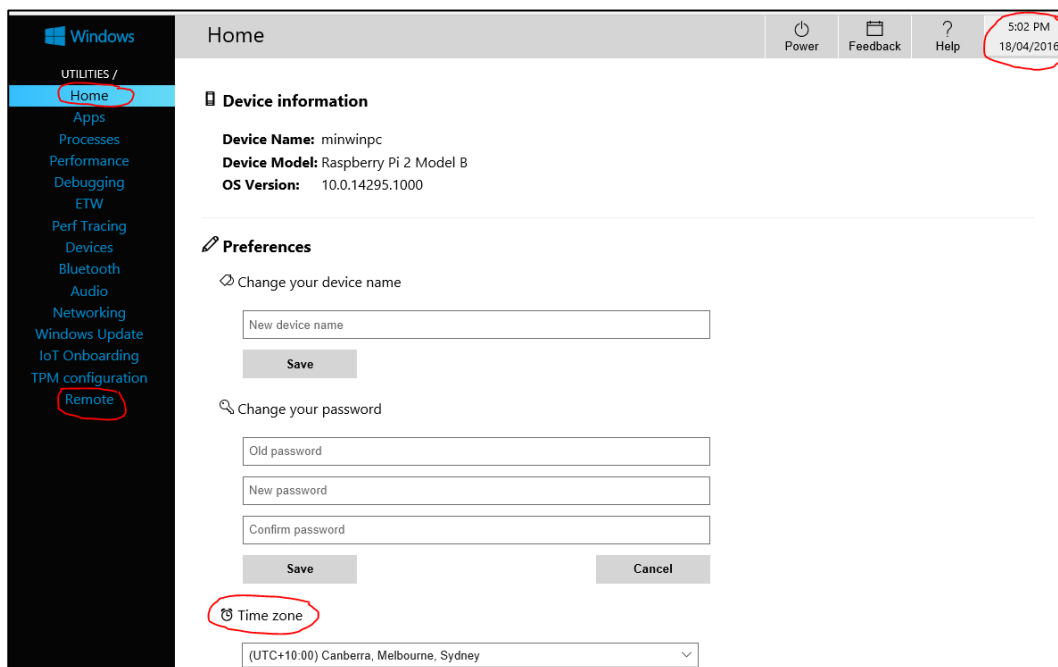 Windows
Home
Power
Feedback
?
Help
5:02 PM
18/04/2016
UTILITIES /
Home
Apps
Processes
Performance
Debugging
ETW
Perf Tracing
Devices
Bluetooth
Audio
Networking
Windows Update
IoT Onboarding
TPM configuration
Remote
Device information
Device Name: minwinpc
Device Model: Raspberry Pi 2 Model B
OS Version: 10.0.14295.1000
Preferences
Change your device name
New device name
Save
Change your password
Old password
New password
Confirm password
Save
Cancel
Time zone
(UTC+10:00) Canberra, Melbourne, Sydney